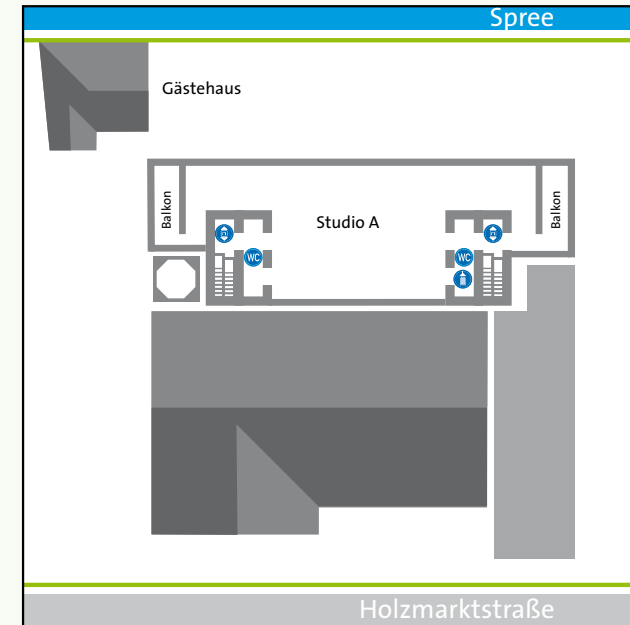 Spree
Gästehaus
Balkon
Studio A
Balkon
WC
WC
Holzmarktstraße